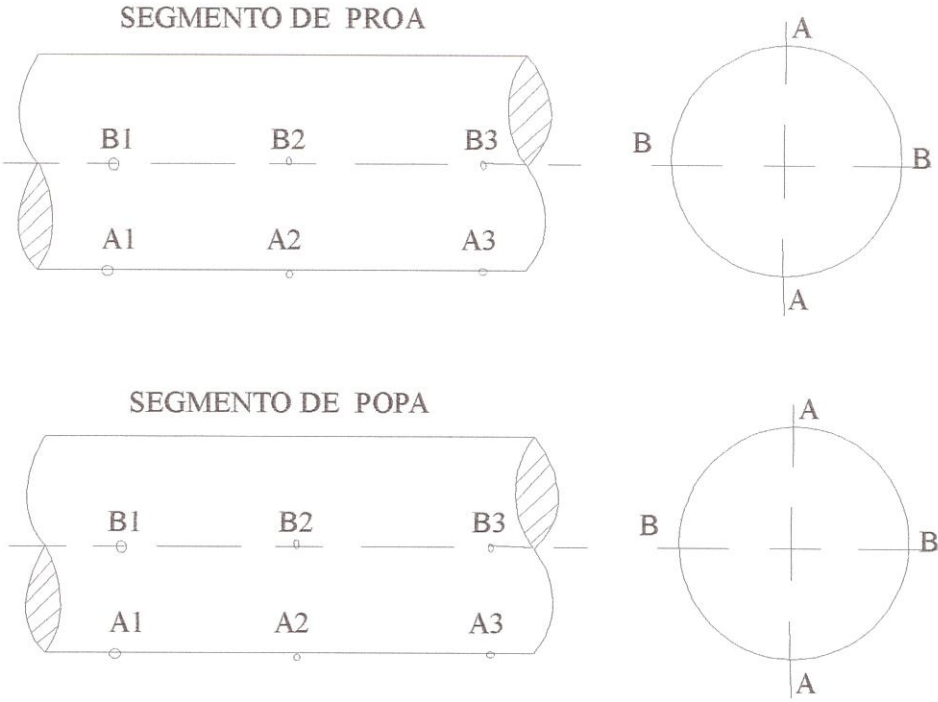 SEGMENTO DE PROA
A
B1 B2 B3
B B
A1 A2 A3
A
SEGMENTO DE POPA
A
B1 B2 B3
B B
A1 A2 A3
A